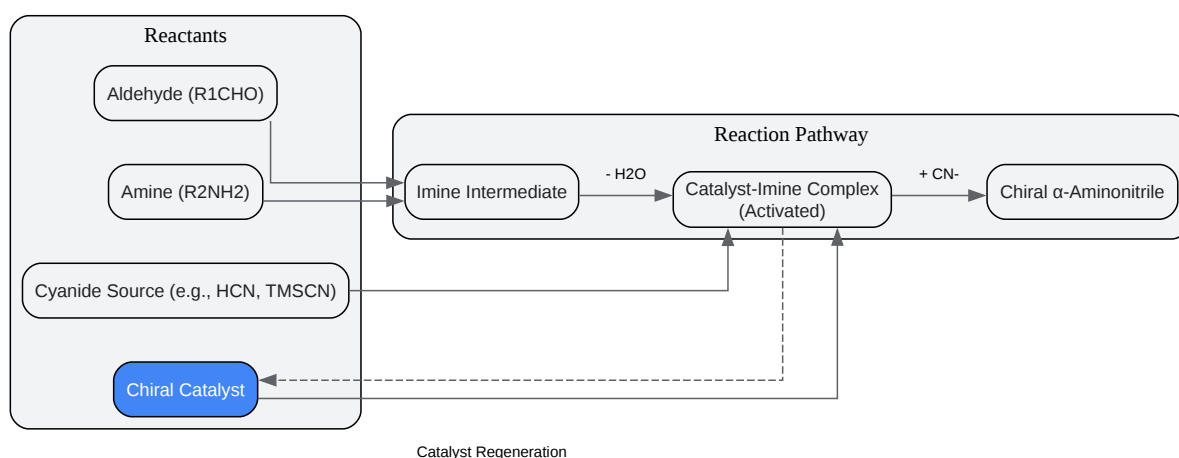 Reactants
Aldehyde (R1CHO)
Amine (R2NH2)
Cyanide Source (e.g., HCN, TMSCN)
Chiral Catalyst
Reaction Pathway
Imine Intermediate
- H2O
Catalyst-Imine Complex
(Activated)
+ CN-
Chiral α-Aminonitrile
Catalyst Regeneration